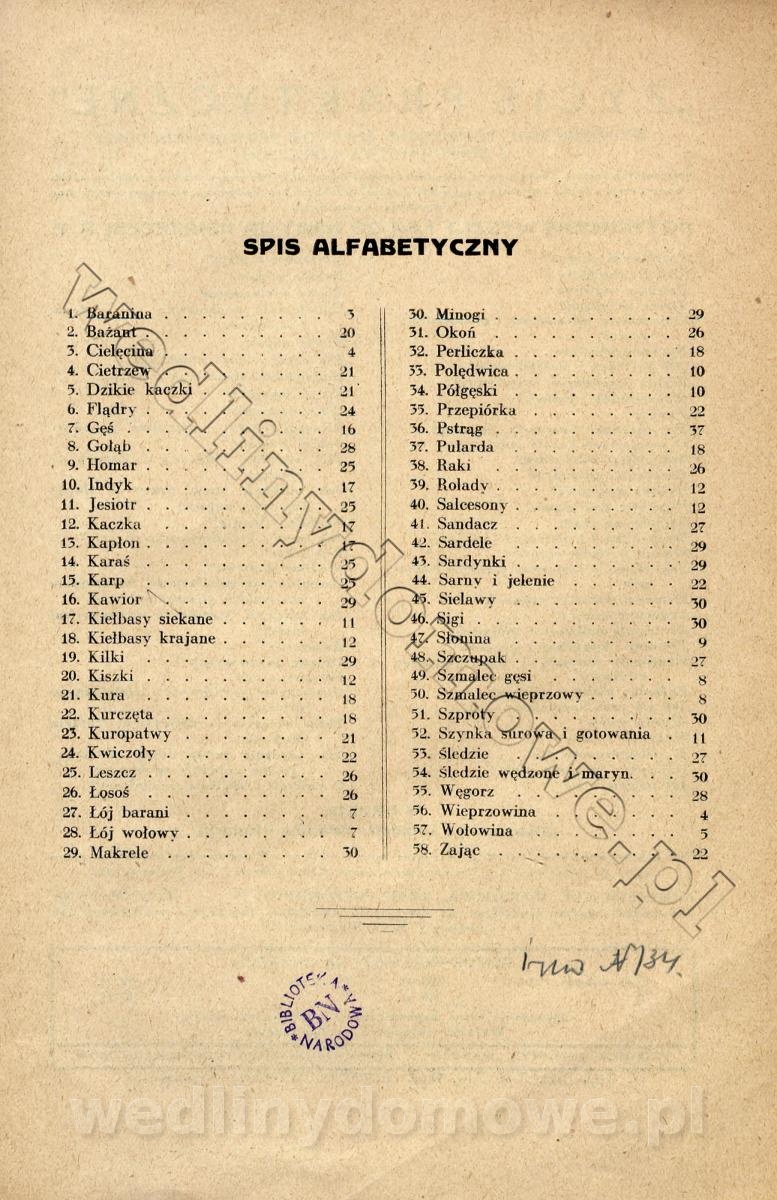 SPIS ALFABETYCZNY
1. Baranina . . . . . . . . . . 3
2. Bażant . . . . . . . . . . 20
3. Cielęcina . . . . . . . . . . 4
4. Cietrzew . . . . . . . . . . 21
5. Dzikie kaczki . . . . . . . 21
6. Flądry . . . . . . . . . . 24
7. Gęś . . . . . . . . . . 16
8. Gołąb . . . . . . . . . . 28
9. Homar . . . . . . . . . . 25
10. Indyk . . . . . . . . . . 17
11. Jesiotr . . . . . . . . . . 25
12. Kaczka . . . . . . . . . . 17
13. Kapłon . . . . . . . . . . 17
14. Karaś . . . . . . . . . . 25
15. Karp . . . . . . . . . . 25
16. Kawior . . . . . . . . . . 29
17. Kiełbasy siekane . . . . . . 11
18. Kiełbasy krajane . . . . . . 12
19. Kilki . . . . . . . . . . 29
20. Kiszki . . . . . . . . . . 12
21. Kura . . . . . . . . . . 18
22. Kurczęta . . . . . . . . . 18
23. Kuropatwy . . . . . . . . 21
24. Kwiczoły . . . . . . . . . 22
25. Leszcz . . . . . . . . . . 26
26. Łosoś . . . . . . . . . . 26
27. Łój barani . . . . . . . . 7
28. Łój wołowy . . . . . . . . 7
29. Makrele . . . . . . . . . 30
30. Minogi . . . . . . . . . . 29
31. Okoń . . . . . . . . . . 26
32. Perliczka . . . . . . . . . 18
33. Polędwica . . . . . . . . . 10
34. Półgęski . . . . . . . . . 10
35. Przepiórka . . . . . . . . 22
36. Pstrąg . . . . . . . . . . 37
37. Pularda . . . . . . . . . 18
38. Raki . . . . . . . . . . 26
39. Rolady . . . . . . . . . . 12
40. Salcesony . . . . . . . . . 12
41. Sandacz . . . . . . . . . 27
42. Sardele . . . . . . . . . 29
43. Sardynki . . . . . . . . . 29
44. Sarny i jelenie . . . . . . 22
45. Sielawy . . . . . . . . . 30
46. Sigi . . . . . . . . . . 30
47. Słonina . . . . . . . . . 9
48. Szczupak . . . . . . . . . 27
49. Szmalec gęsi . . . . . . . 8
50. Szmalec wieprzowy . . . . . 8
51. Szproty . . . . . . . . . 30
52. Szynka surowa i gotowania . 11
53. Śledzie . . . . . . . . . 27
54. Śledzie wędzone i maryn. . . 30
55. Węgorz . . . . . . . . . 28
56. Wieprzowina . . . . . . . 4
57. Wołowina . . . . . . . . 5
58. Zając . . . . . . . . . . 22
BIBLIOTEKA NARODOWA
BN
wedlinydomowe.pl
wedlinydomowe.pl